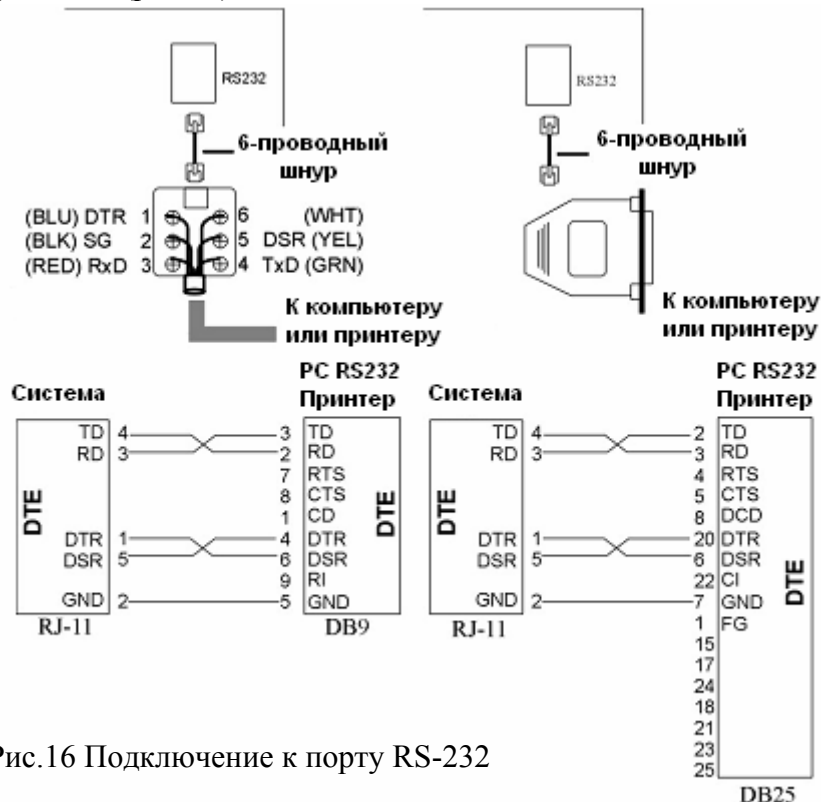 RS232
6-проводный
шнур
(BLU) DTR 1
6 (WHT)
(BLK) SG 2
5 DSR (YEL)
(RED) RxD 3
4 TxD (GRN)
К компьютеру
или принтеру
RS232
6-проводный
шнур
К компьютеру
или принтеру
Система
PC RS232
Принтер
TD 4
3 TD
RD 3
2 RD
7 RTS
8 CTS
1 CD
DTE
DTE
DTR 1
4 DTR
DSR 5
6 DSR
9 RI
GND 2
5 GND
RJ-11
DB9
Система
PC RS232
Принтер
TD 4
2 TD
RD 3
3 RD
4 RTS
5 CTS
8 DCD
DTE
DTR 1
20 DTR
DSR 5
6 DSR
22 CI
DTE
GND 2
7 GND
RJ-11
1 FG
15
17
24
18
21
23
25
DB25
Рис.16 Подключение к порту RS-232